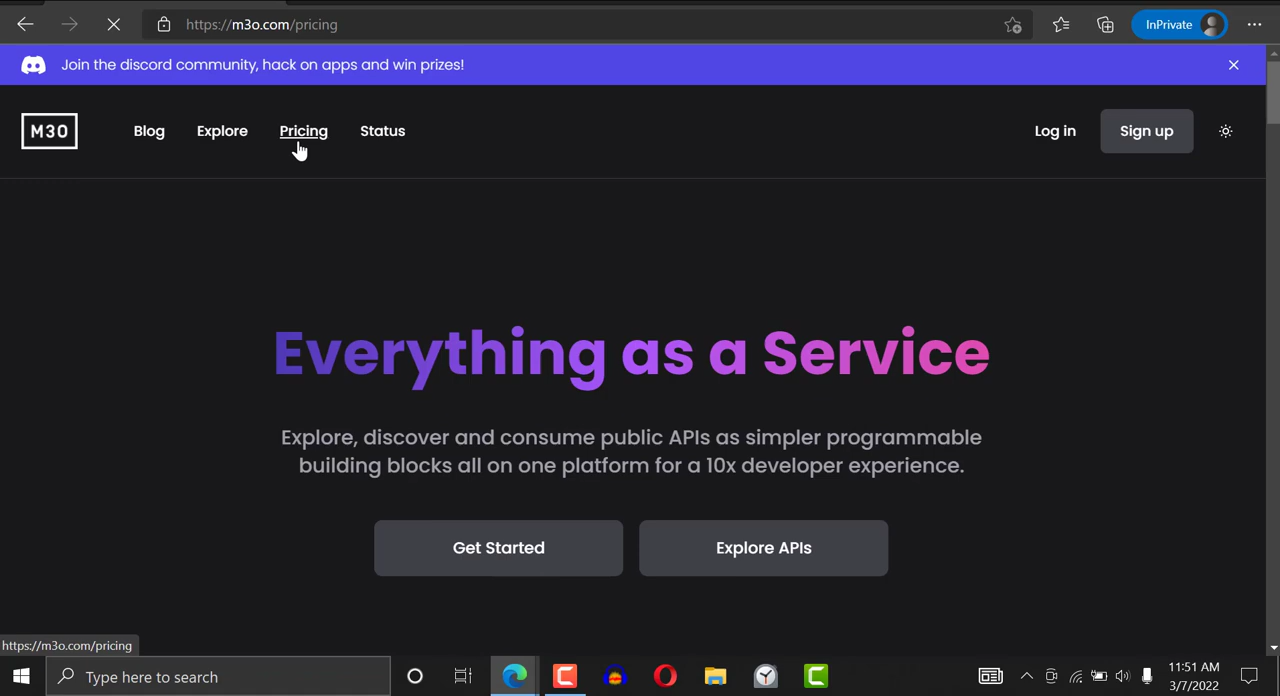 https://m3o.com/pricing
InPrivate
Join the discord community, hack on apps and win prizes!
M3O
Blog
Explore
Pricing
Status
Log in
Sign up
Everything as a Service
Explore, discover and consume public APIs as simpler programmable
building blocks all on one platform for a 10x developer experience.
Get Started
Explore APIs
https://m3o.com/pricing
Type here to search
11:51 AM
3/7/2022